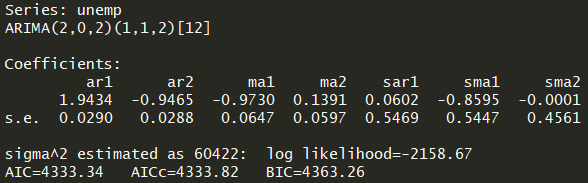 Series: unemp
ARIMA(2,0,2)(1,1,2)[12]
Coefficients:
ar1 ar2 ma1 ma2 sar1 sma1 sma2
1.9434 -0.9465 -0.9730 0.1391 0.0602 -0.8595 -0.0001
s.e. 0.0290 0.0288 0.0647 0.0597 0.5469 0.5447 0.4561
sigma^2 estimated as 60422: log likelihood=-2158.67
AIC=4333.34 AICc=4333.82 BIC=4363.26